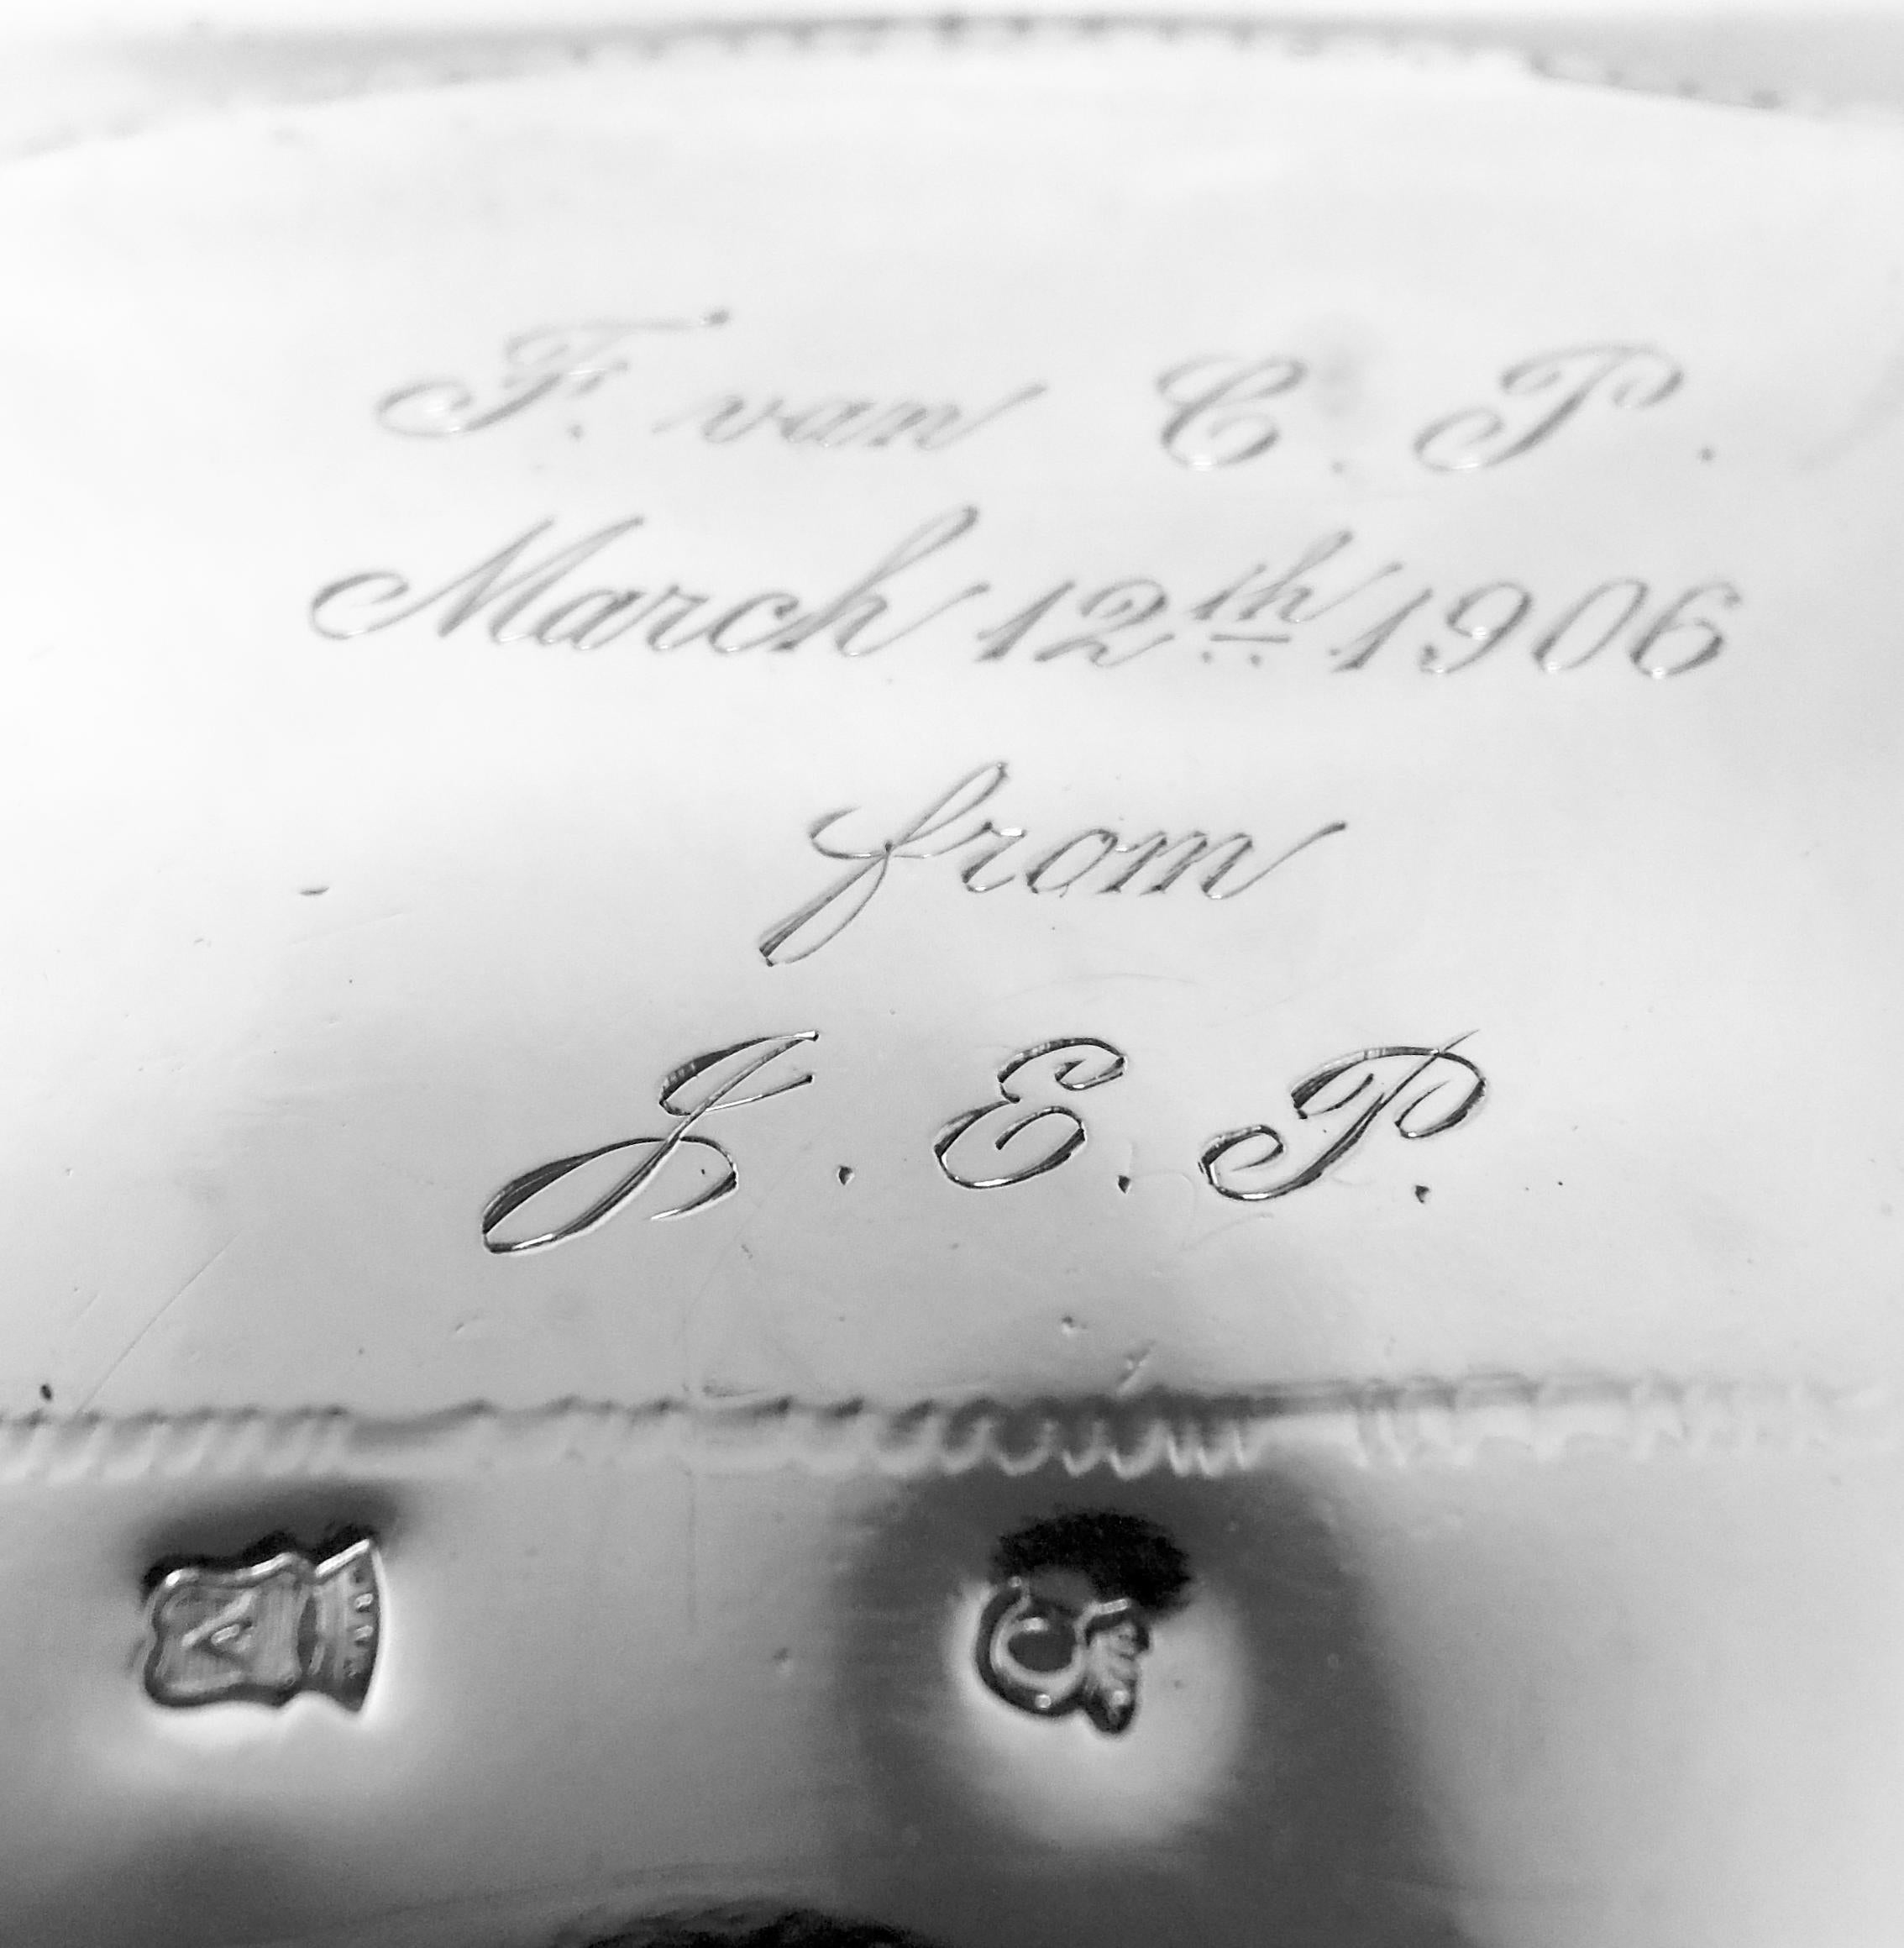 F. van C. P.
March 12th 1906
from
J. E. P.